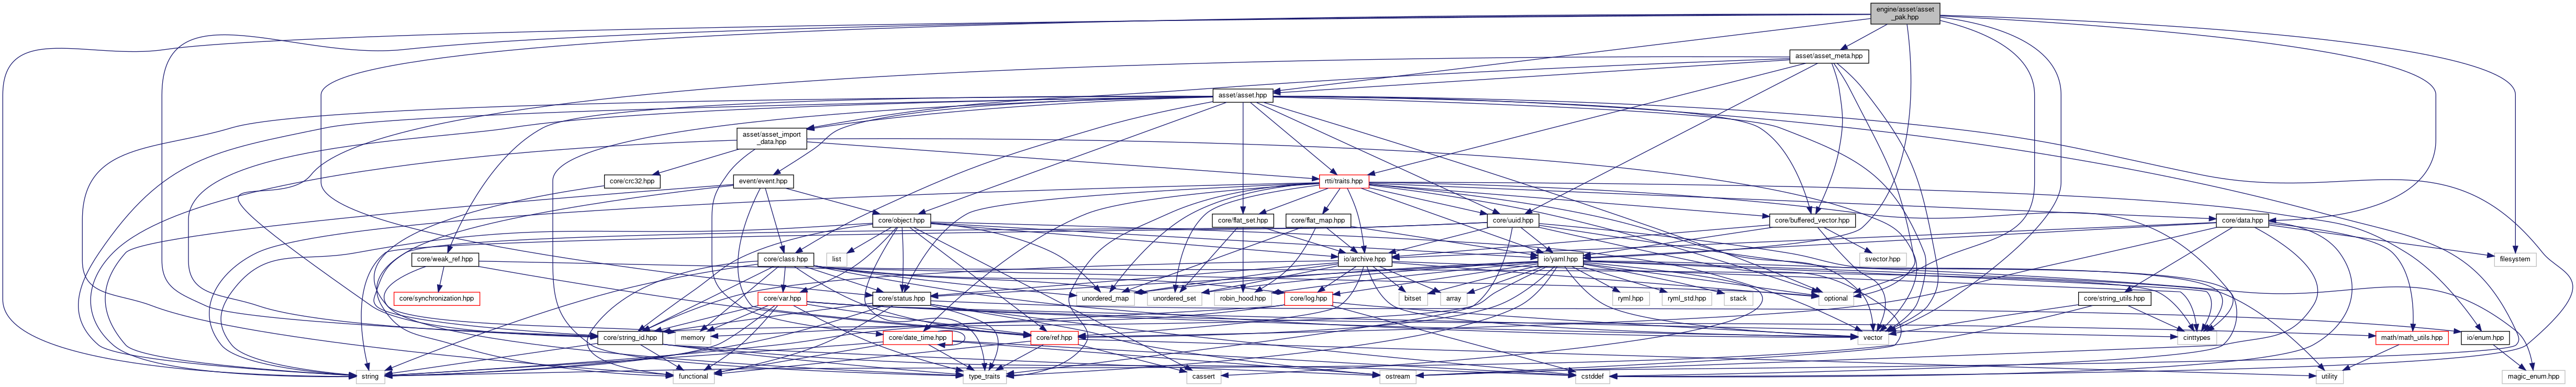 engine/asset/asset
_pak.hpp
asset/asset_meta.hpp
asset/asset.hpp
asset/asset_import
_data.hpp
core/crc32.hpp
event/event.hpp
rtti/traits.hpp
core/object.hpp
core/flat_set.hpp
core/flat_map.hpp
core/uuid.hpp
core/buffered_vector.hpp
core/data.hpp
core/weak_ref.hpp
list
core/class.hpp
io/archive.hpp
io/yaml.hpp
svector.hpp
filesystem
core/synchronization.hpp
core/var.hpp
core/status.hpp
unordered_map
unordered_set
robin_hood.hpp
core/log.hpp
bitset
array
ryml.hpp
ryml_std.hpp
stack
optional
core/string_utils.hpp
core/string_id.hpp
memory
core/date_time.hpp
core/ref.hpp
vector
cinttypes
math/math_utils.hpp
io/enum.hpp
string
functional
type_traits
cassert
ostream
cstddef
utility
magic_enum.hpp